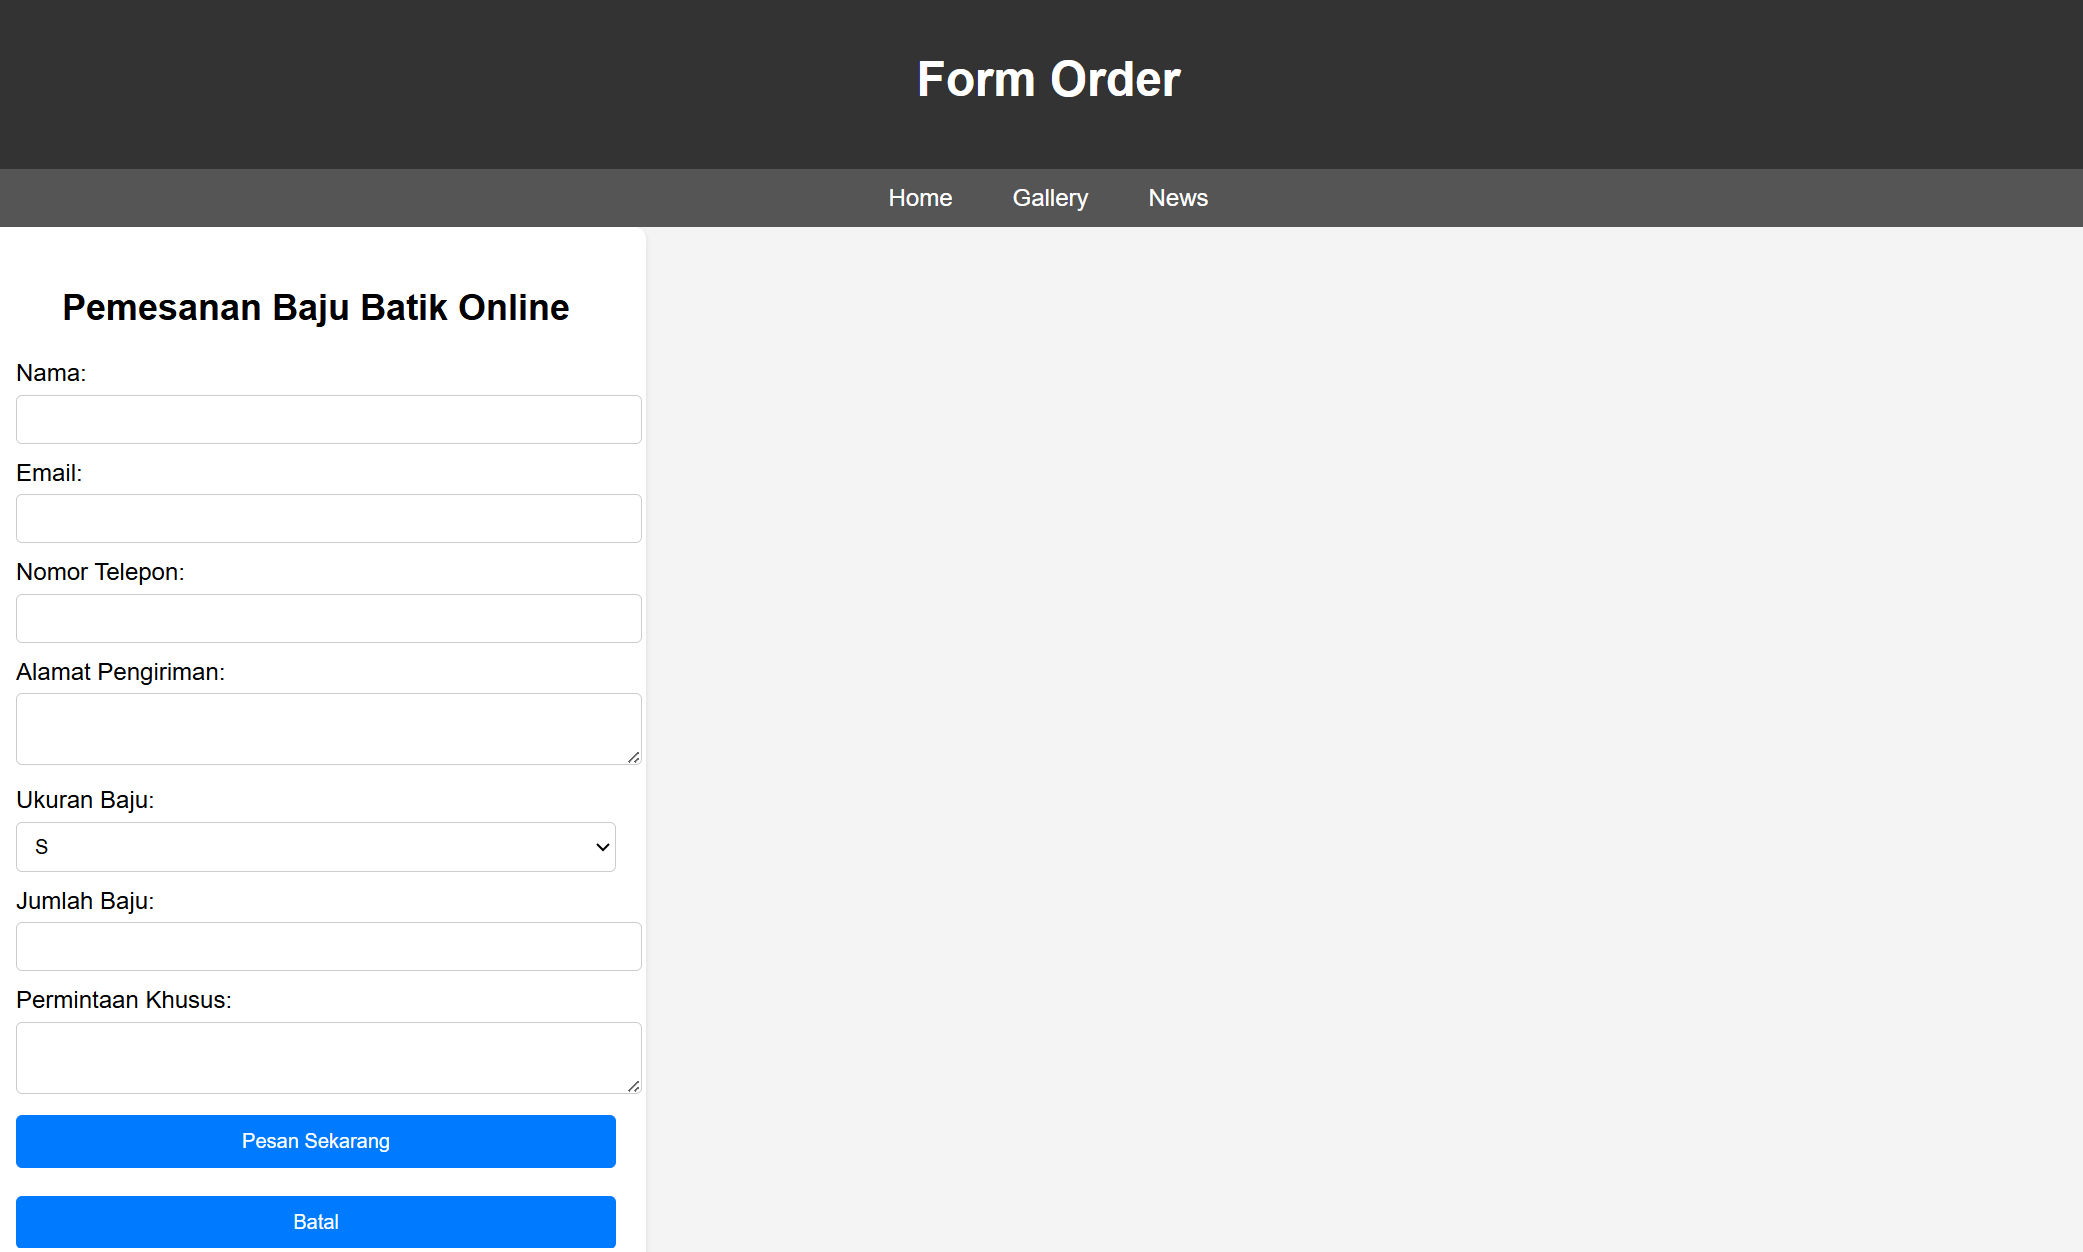 Form Order
Home Gallery News
Pemesanan Baju Batik Online
Nama:
Email:
Nomor Telepon:
Alamat Pengiriman:
Ukuran Baju:
S
Jumlah Baju:
Permintaan Khusus:
Pesan Sekarang
Batal